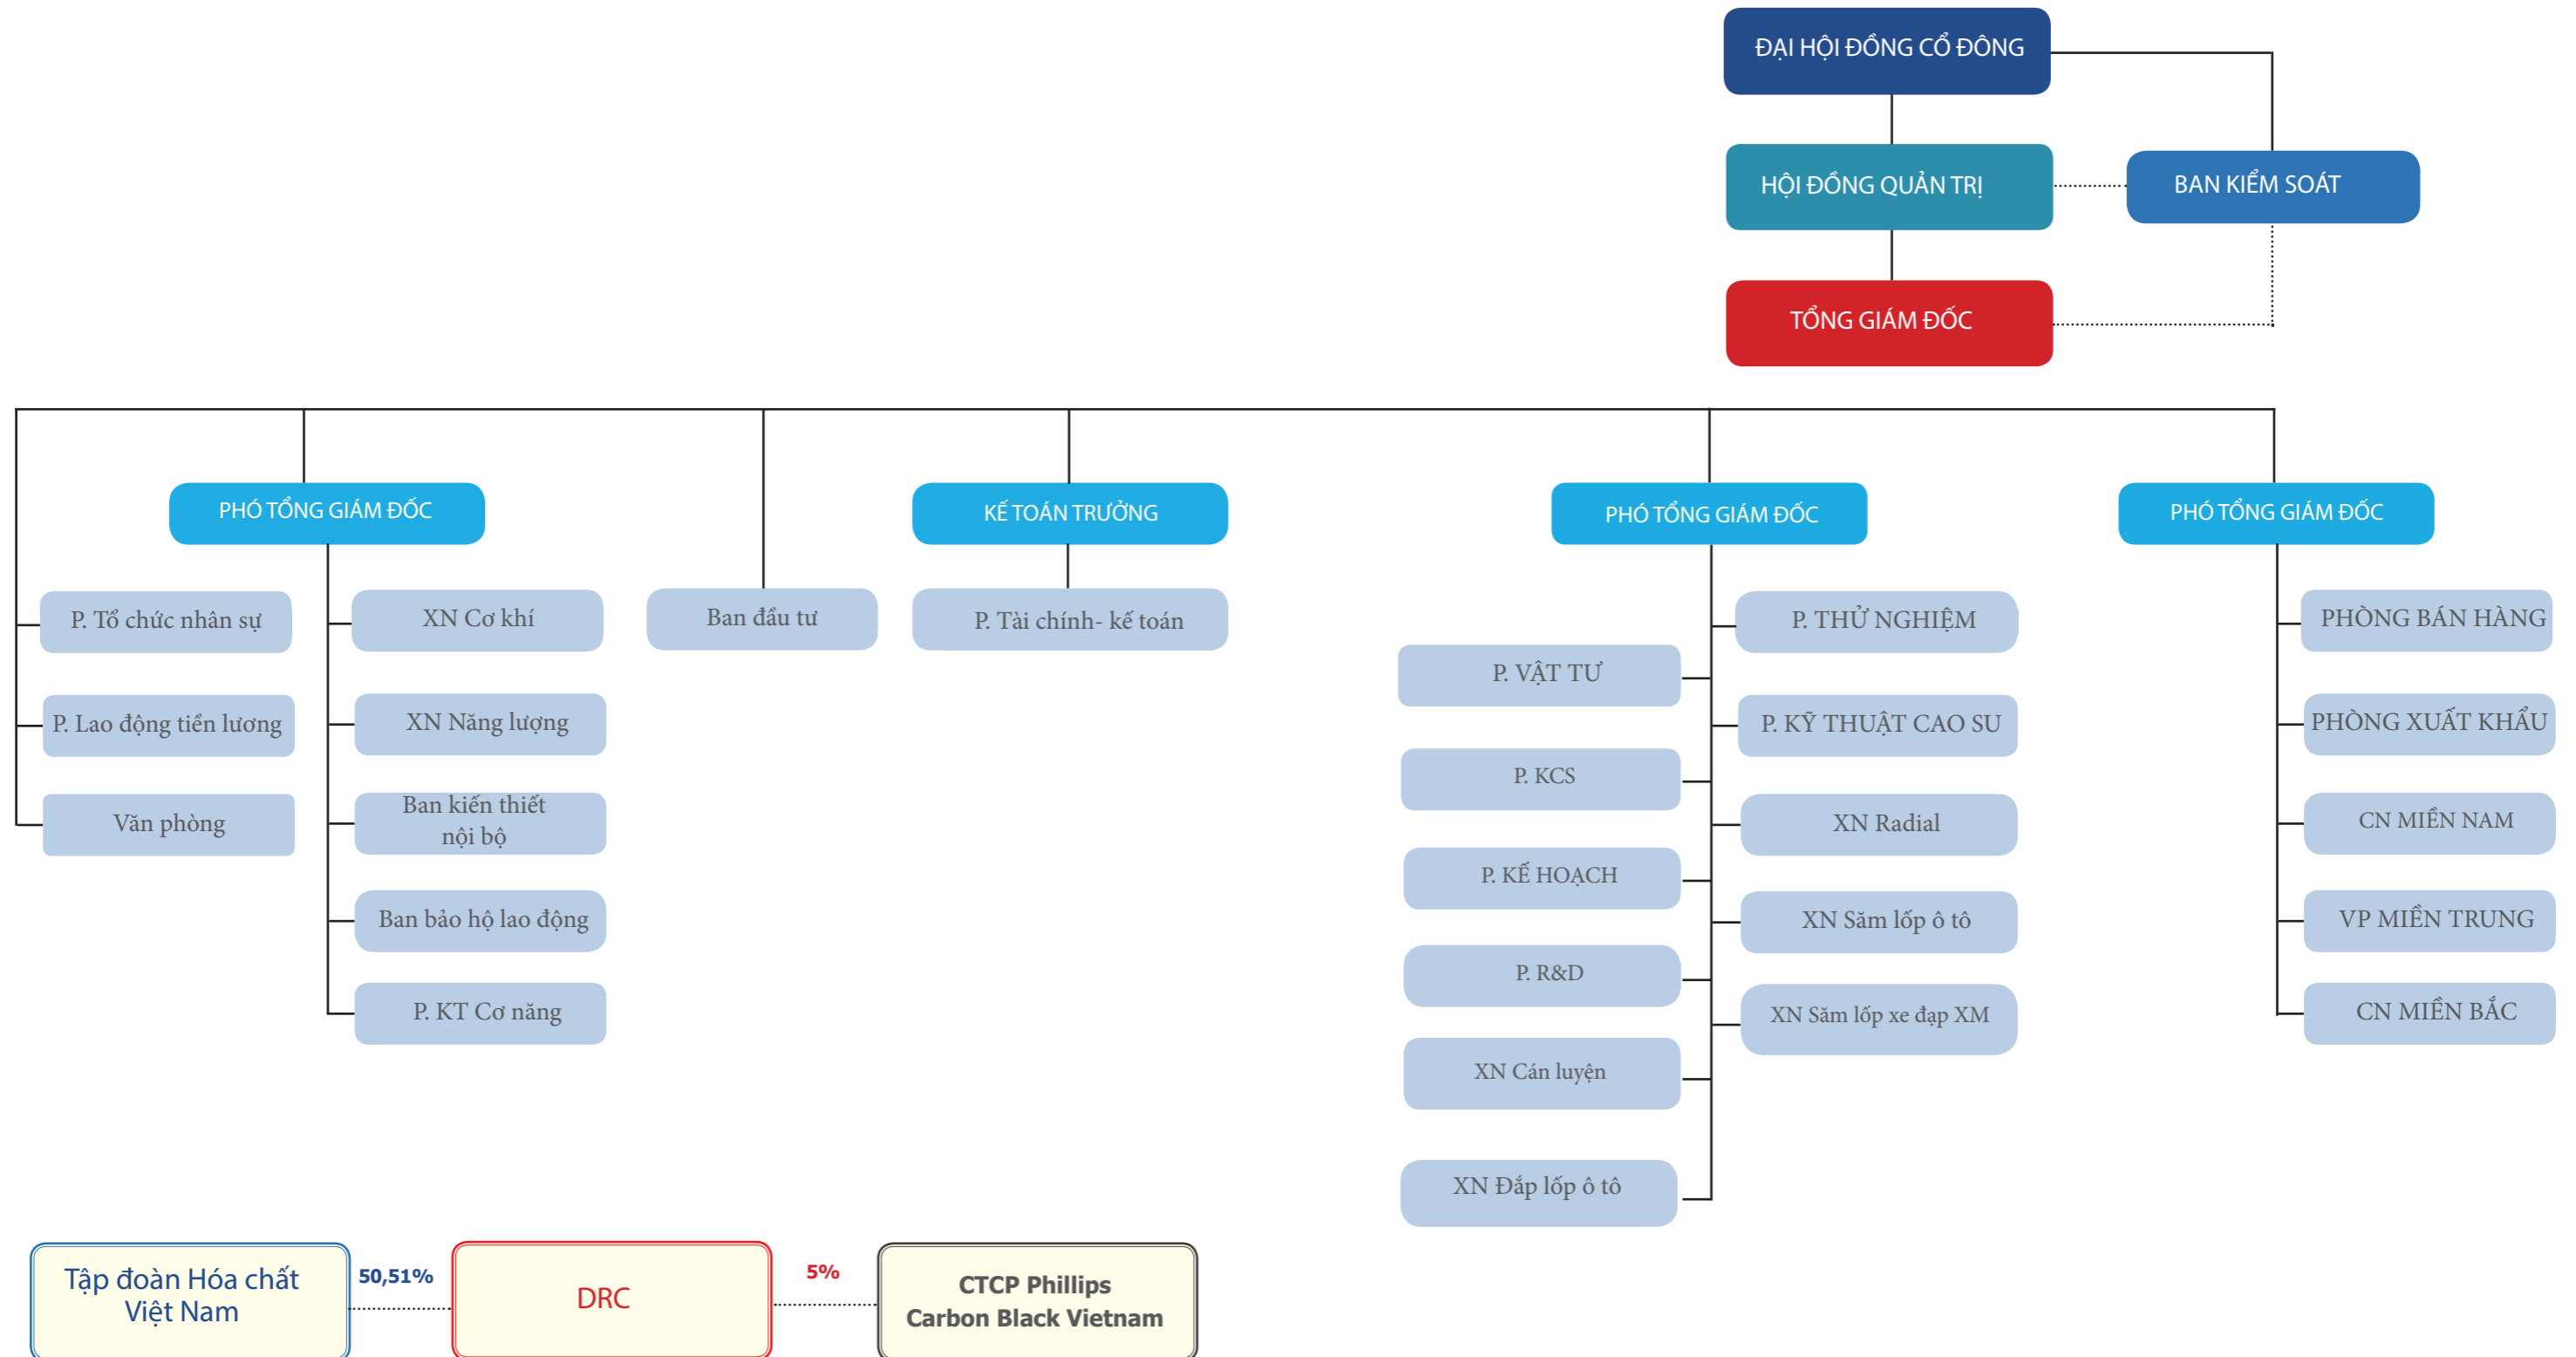 ĐẠI HỘI ĐỒNG CỔ ĐÔNG
HỘI ĐỒNG QUẢN TRỊ
BAN KIỂM SOÁT
TỔNG GIÁM ĐỐC
PHÓ TỔNG GIÁM ĐỐC
KẾ TOÁN TRƯỞNG
PHÓ TỔNG GIÁM ĐỐC
PHÓ TỔNG GIÁM ĐỐC
P. Tổ chức nhân sự
P. Lao động tiền lương
Văn phòng
XN Cơ khí
XN Năng lượng
Ban kiến thiết
nội bộ
Ban bảo hộ lao động
P. KT Cơ năng
Ban đầu tư
P. Tài chính- kế toán
P. VẬT TƯ
P. KCS
P. KẾ HOẠCH
P. R&D
XN Cán luyện
XN Đắp lốp ô tô
P. THỬ NGHIỆM
P. KỸ THUẬT CAO SU
XN Radial
XN Săm lốp ô tô
XN Săm lốp xe đạp XM
PHÒNG BÁN HÀNG
PHÒNG XUẤT KHẨU
CN MIỀN NAM
VP MIỀN TRUNG
CN MIỀN BẮC
Tập đoàn Hóa chất
Việt Nam
50,51%
DRC
5%
CTCP Phillips
Carbon Black Vietnam